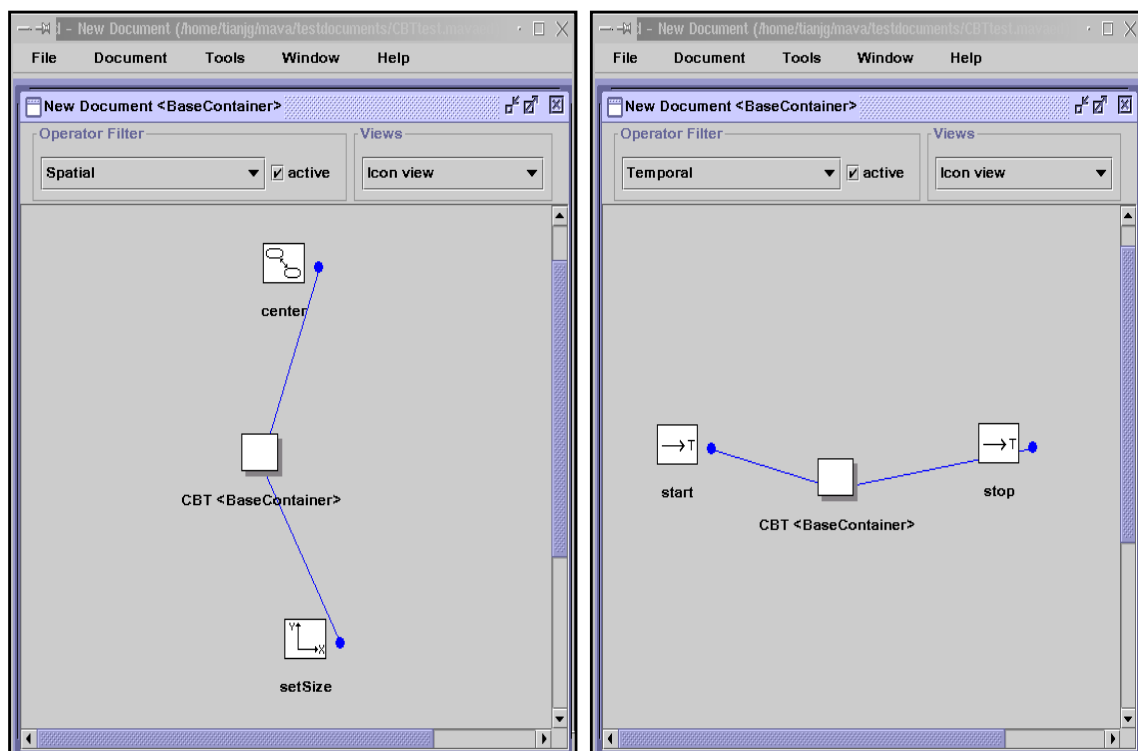 d - New Document (/home/tianjg/mava/testdocuments/CBTtest.mava
File Document Tools Window Help
New Document <BaseContainer>
Operator Filter
Views
Spatial
active
Icon view
center
CBT <BaseContainer>
Y
X
setSize
d - New Document (/home/tianjg/mava/testdocuments/CBTtest.mava
File Document Tools Window Help
New Document <BaseContainer>
Operator Filter
Views
Temporal
active
Icon view
T
start
T
stop
CBT <BaseContainer>